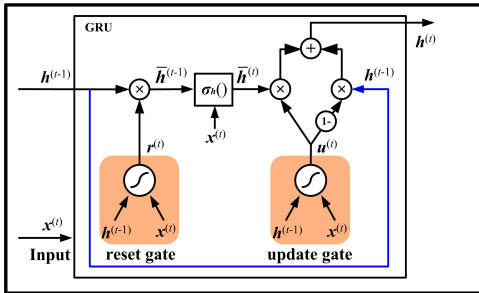 GRU
h^(t)
h^(t-1)
h̅^(t-1)
σh()
h̅^(t)
h^(t-1)
+
×
×
×
×
1-
x^(t)
r^(t)
u^(t)
x^(t)
Input
h^(t-1)
x^(t)
reset gate
h^(t-1)
x^(t)
update gate